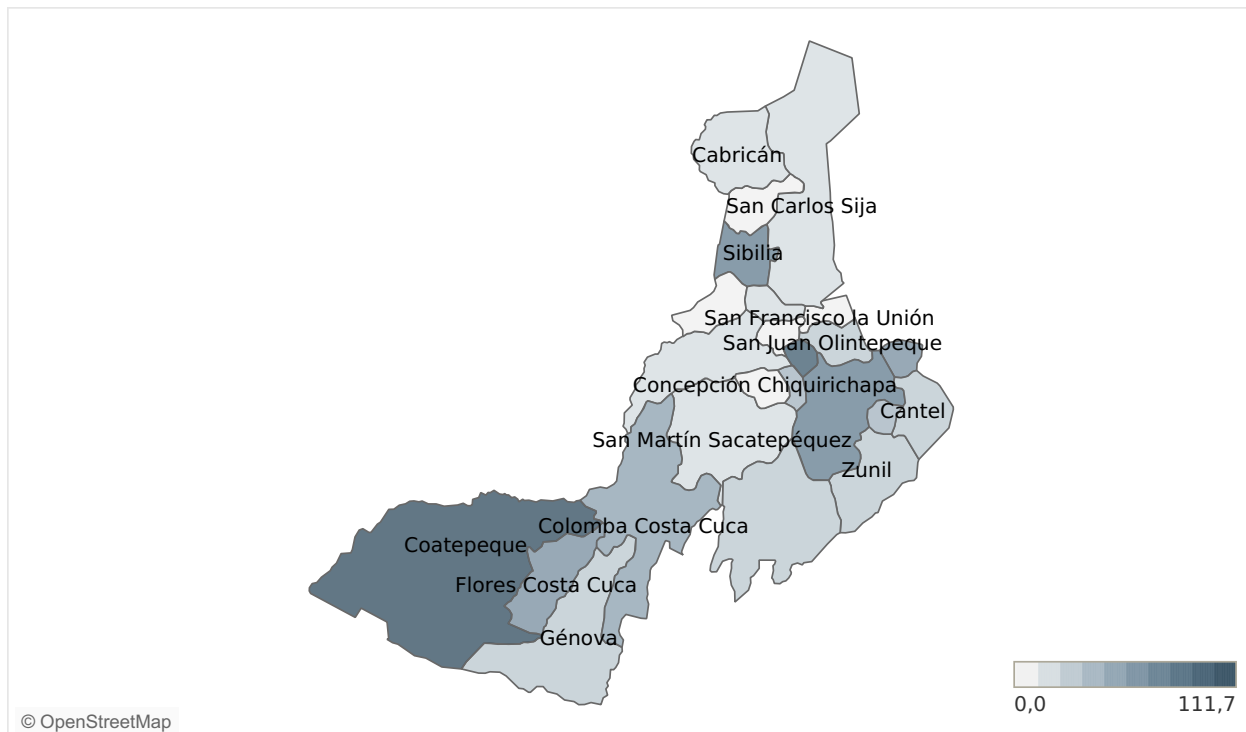 Cabricán
San Carlos Sija
Sibilia
San Francisco la Unión
San Juan Olintepeque
Concepción Chiquirichapa
Cantel
San Martín Sacatepéquez
Zunil
Colomba Costa Cuca
Coatepeque
Flores Costa Cuca
Génova
0,0 111,7
© OpenStreetMap